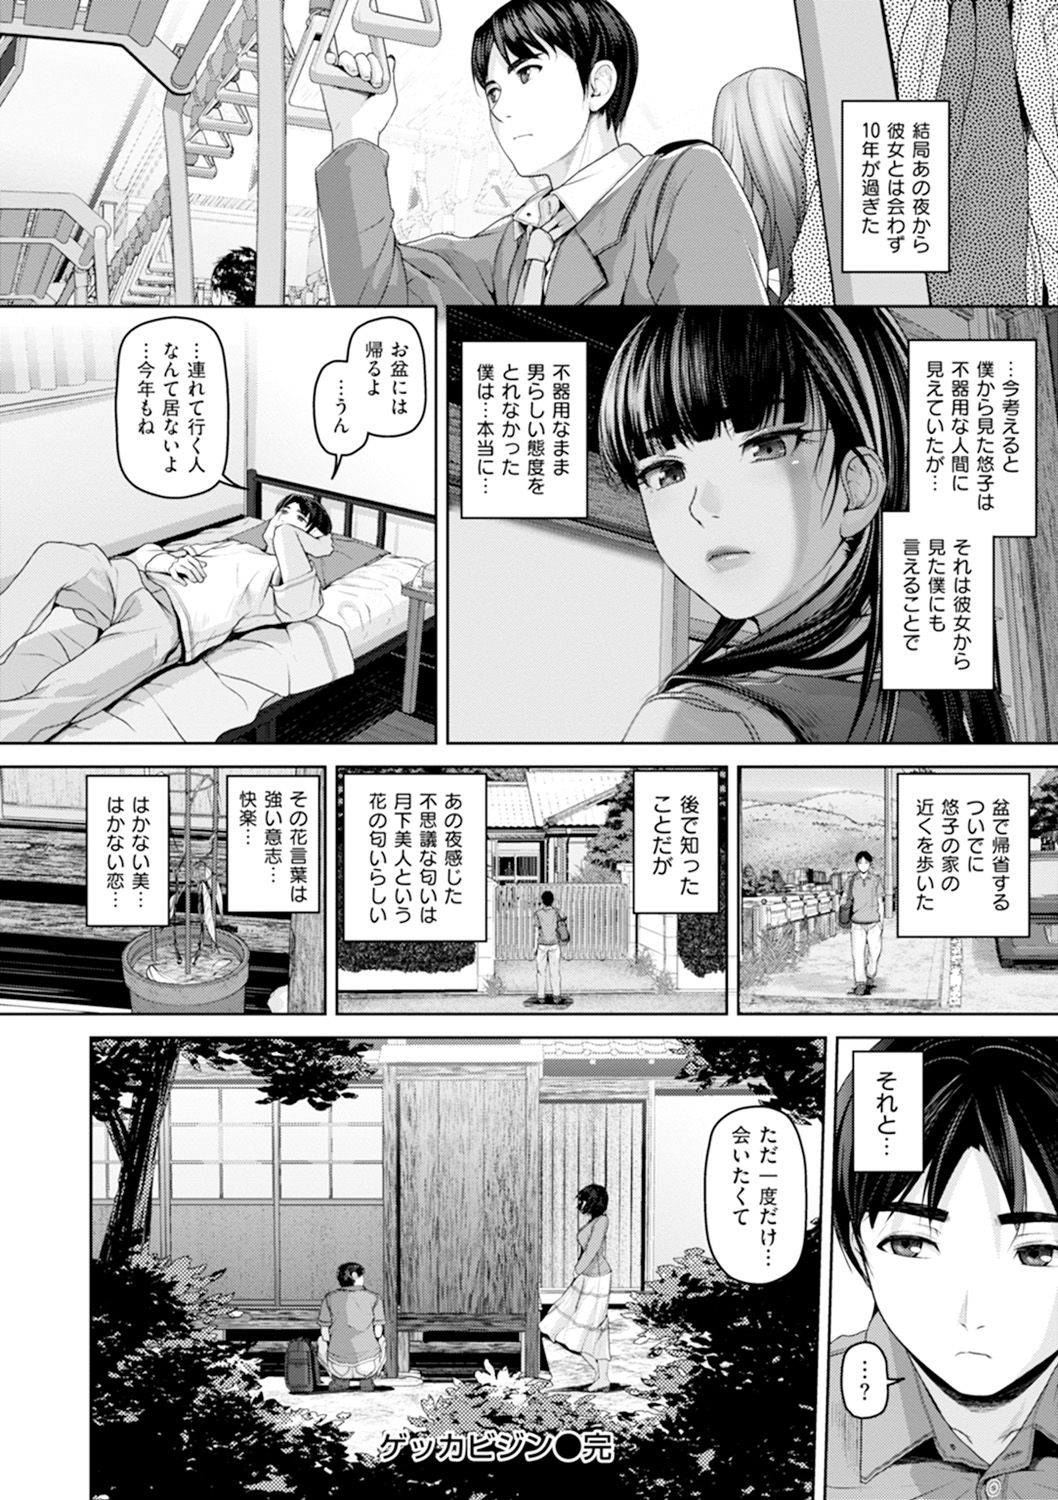 結局あの夜から
彼女とは会わず
10年が過ぎた
…今考えると
僕から見た悠子は
不器用な人間に
見えていたが…
それは彼女から
見た僕にも
言えることで
不器用なまま
男らしい態度を
とれなかった
僕は…本当に…
お盆には
帰るよ
…うん
…連れて行く人
なんて居ないよ
…今年もね
盆で帰省する
ついでに
悠子の家の
近くを歩いた
後で知った
ことだが
あの夜感じた
不思議な匂いは
月下美人という
花の匂いらしい
その花言葉は
強い意志…
快楽…
はかない美…
はかない恋…
それと…
…?
ただ一度だけ…
会いたくて
ゲッカビジン●完